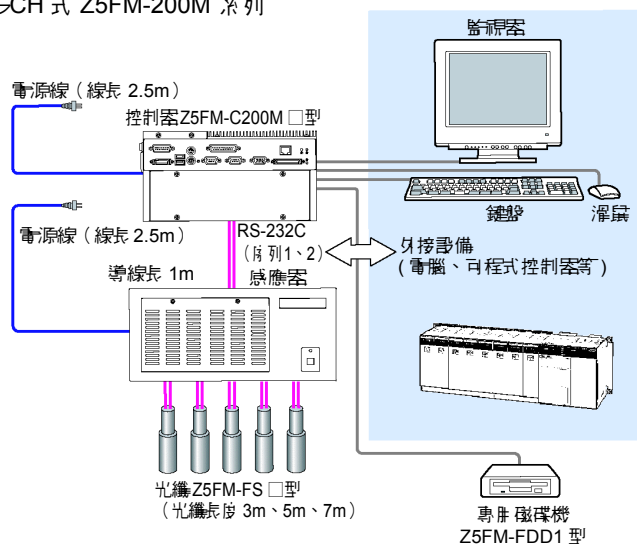 CH 式 Z5FM-200M 系列
監視器
電源線（線長 2.5m）
控制器Z5FM-C200M □型
鍵盤
滑鼠
電源線（線長 2.5m）
RS-232C
（序列1、2）
外接設備
（電腦、可程式控制器等）
導線長 1m
感應器
光纖Z5FM-FS □型
（光纖長度 3m、5m、7m）
專用磁碟機
Z5FM-FDD1 型